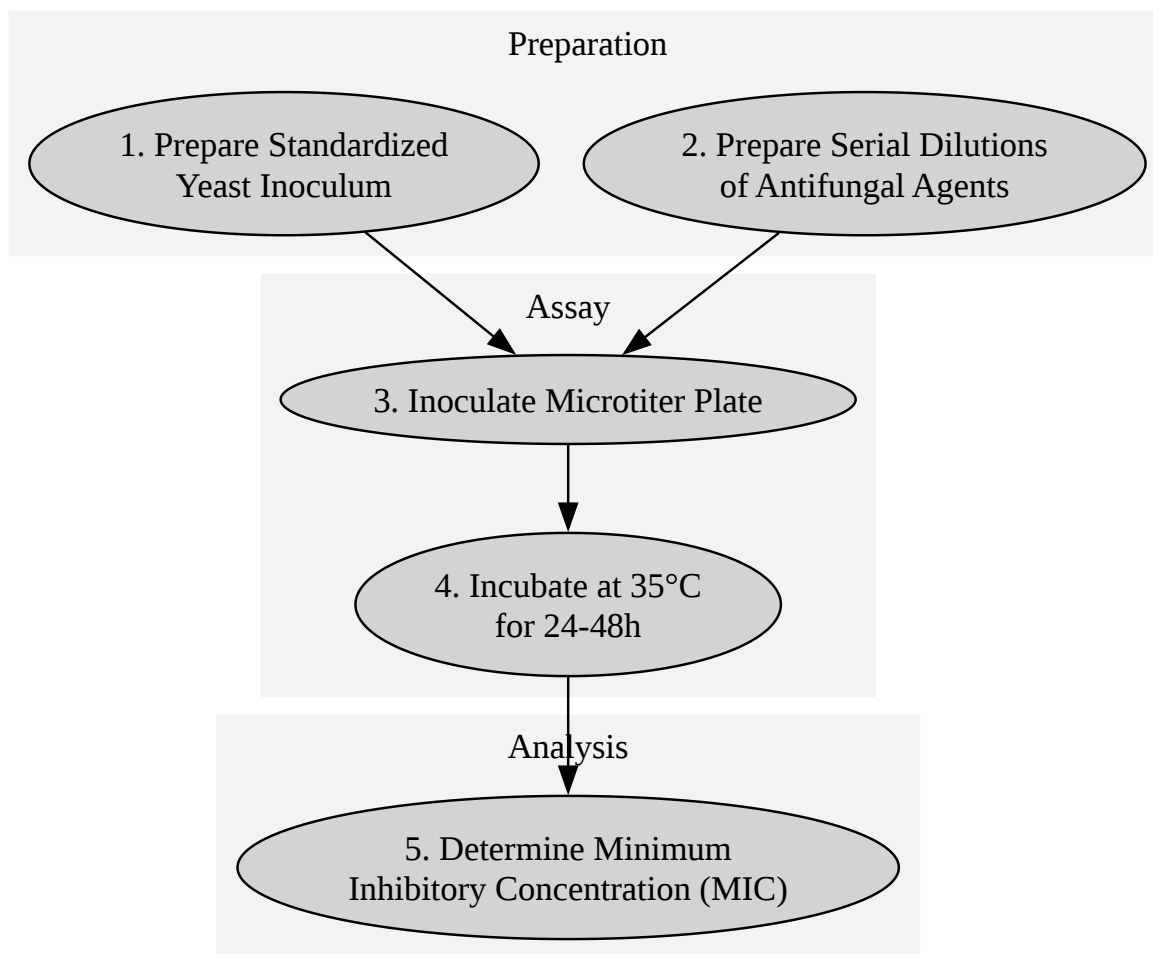 Preparation
1. Prepare Standardized
Yeast Inoculum
2. Prepare Serial Dilutions
of Antifungal Agents
Assay
3. Inoculate Microtiter Plate
4. Incubate at 35°C
for 24-48h
Analysis
5. Determine Minimum
Inhibitory Concentration (MIC)